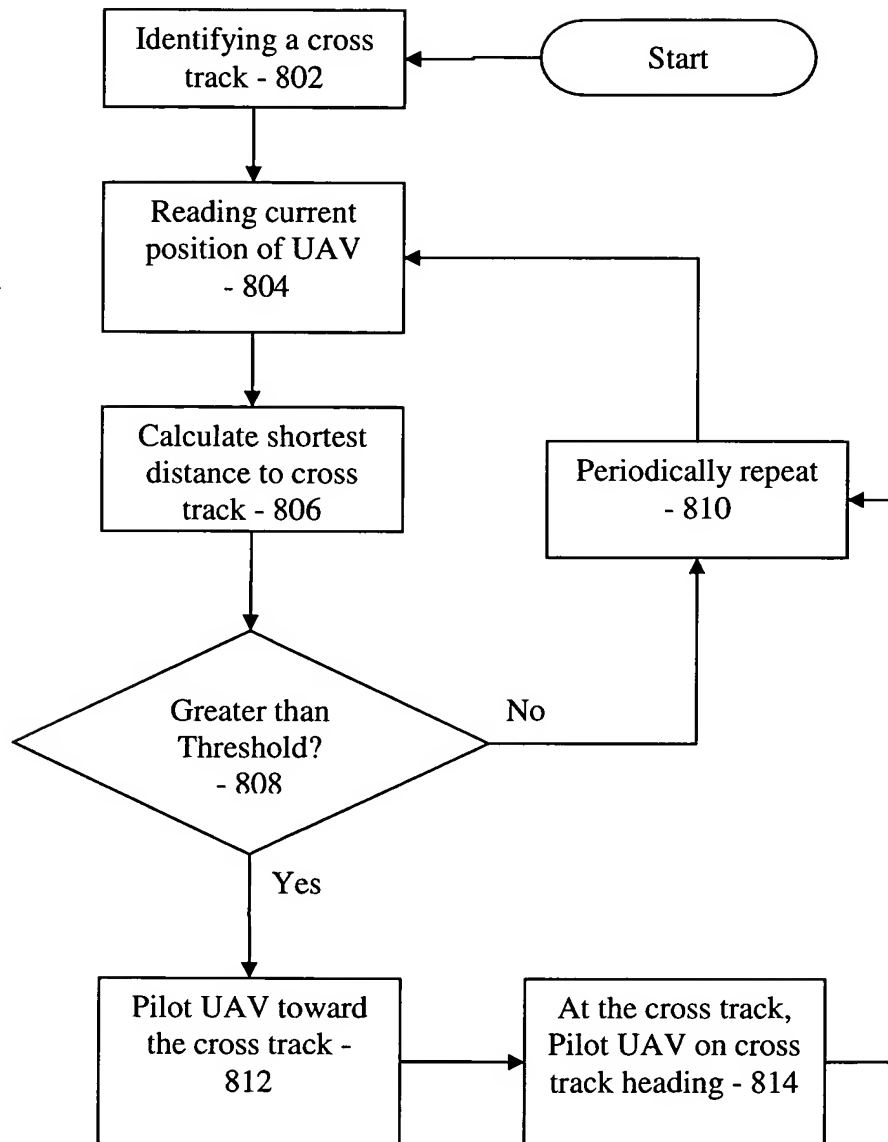 Start
Identifying a cross
track - 802
Reading current
position of UAV
- 804
Calculate shortest
distance to cross
track - 806
Periodically repeat
- 810
Greater than
Threshold?
- 808
No
Yes
Pilot UAV toward
the cross track -
812
At the cross track,
Pilot UAV on cross
track heading - 814